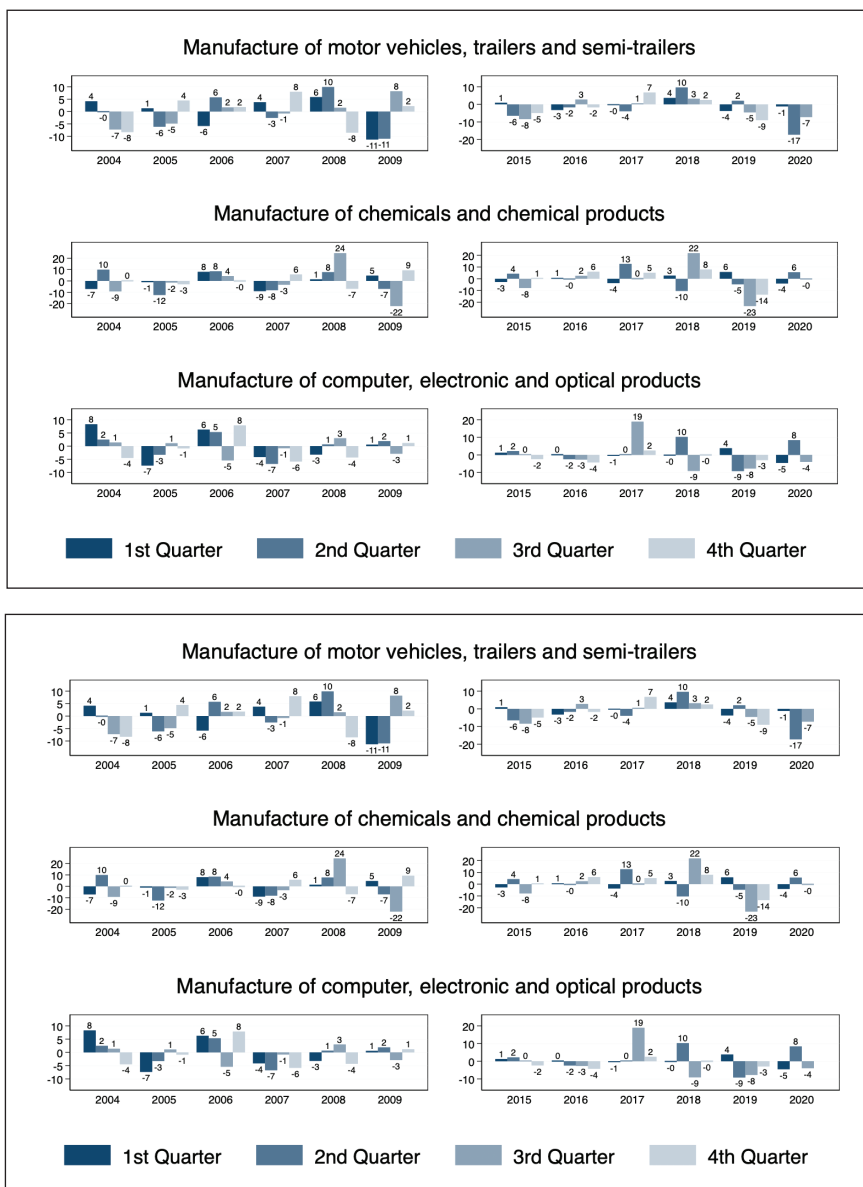 Manufacture of motor vehicles, trailers and semi-trailers
10 5 0 -5 -10
4 -0 -7 -8 1 -6 -5 4 -6 6 2 2 4 -3 -1 8 6 10 2 -8 -11 -11 8 2
2004 2005 2006 2007 2008 2009
10 0 -10 -20
1 -6 -8 -5 -3 -2 3 -2 -0 -4 1 7 4 10 3 2 -4 2 -5 -9 -1 -17 -7
2015 2016 2017 2018 2019 2020
Manufacture of chemicals and chemical products
20 10 0 -10 -20
-7 10 -9 0 -1 -12 -2 -3 8 8 4 -0 -9 -8 -3 6 1 8 24 -7 5 -7 -22 9
2004 2005 2006 2007 2008 2009
20 10 0 -10 -20
-3 4 -8 1 1 -0 2 6 -4 13 0 5 3 -10 22 8 6 -5 -23 -14 -4 6 -0
2015 2016 2017 2018 2019 2020
Manufacture of computer, electronic and optical products
10 5 0 -5 -10
8 2 1 -4 -7 -3 1 -1 6 5 -5 8 -4 -7 -1 -6 -3 1 3 -4 1 2 -3 1
2004 2005 2006 2007 2008 2009
20 10 0 -10
1 2 0 -2 0 -2 -3 -4 -1 0 19 2 -0 10 -9 -0 4 -9 -8 -3 -5 8 -4
2015 2016 2017 2018 2019 2020
1st Quarter 2nd Quarter 3rd Quarter 4th Quarter
Manufacture of motor vehicles, trailers and semi-trailers
10 5 0 -5 -10
4 -0 -7 -8 1 -6 -5 4 -6 6 2 2 4 -3 -1 8 6 10 2 -8 -11 -11 8 2
2004 2005 2006 2007 2008 2009
10 0 -10 -20
1 -6 -8 -5 -3 -2 3 -2 -0 -4 1 7 4 10 3 2 -4 2 -5 -9 -1 -17 -7
2015 2016 2017 2018 2019 2020
Manufacture of chemicals and chemical products
20 10 0 -10 -20
-7 10 -9 0 -1 -12 -2 -3 8 8 4 -0 -9 -8 -3 6 1 8 24 -7 5 -7 -22 9
2004 2005 2006 2007 2008 2009
20 10 0 -10 -20
-3 4 -8 1 1 -0 2 6 -4 13 0 5 3 -10 22 8 6 -5 -23 -14 -4 6 -0
2015 2016 2017 2018 2019 2020
Manufacture of computer, electronic and optical products
10 5 0 -5 -10
8 2 1 -4 -7 -3 1 -1 6 5 -5 8 -4 -7 -1 -6 -3 1 3 -4 1 2 -3 1
2004 2005 2006 2007 2008 2009
20 10 0 -10
1 2 0 -2 0 -2 -2 -4 -1 0 19 2 -0 10 -9 -0 4 -9 -8 -3 -5 8 -4
2015 2016 2017 2018 2019 2020
1st Quarter 2nd Quarter 3rd Quarter 4th Quarter